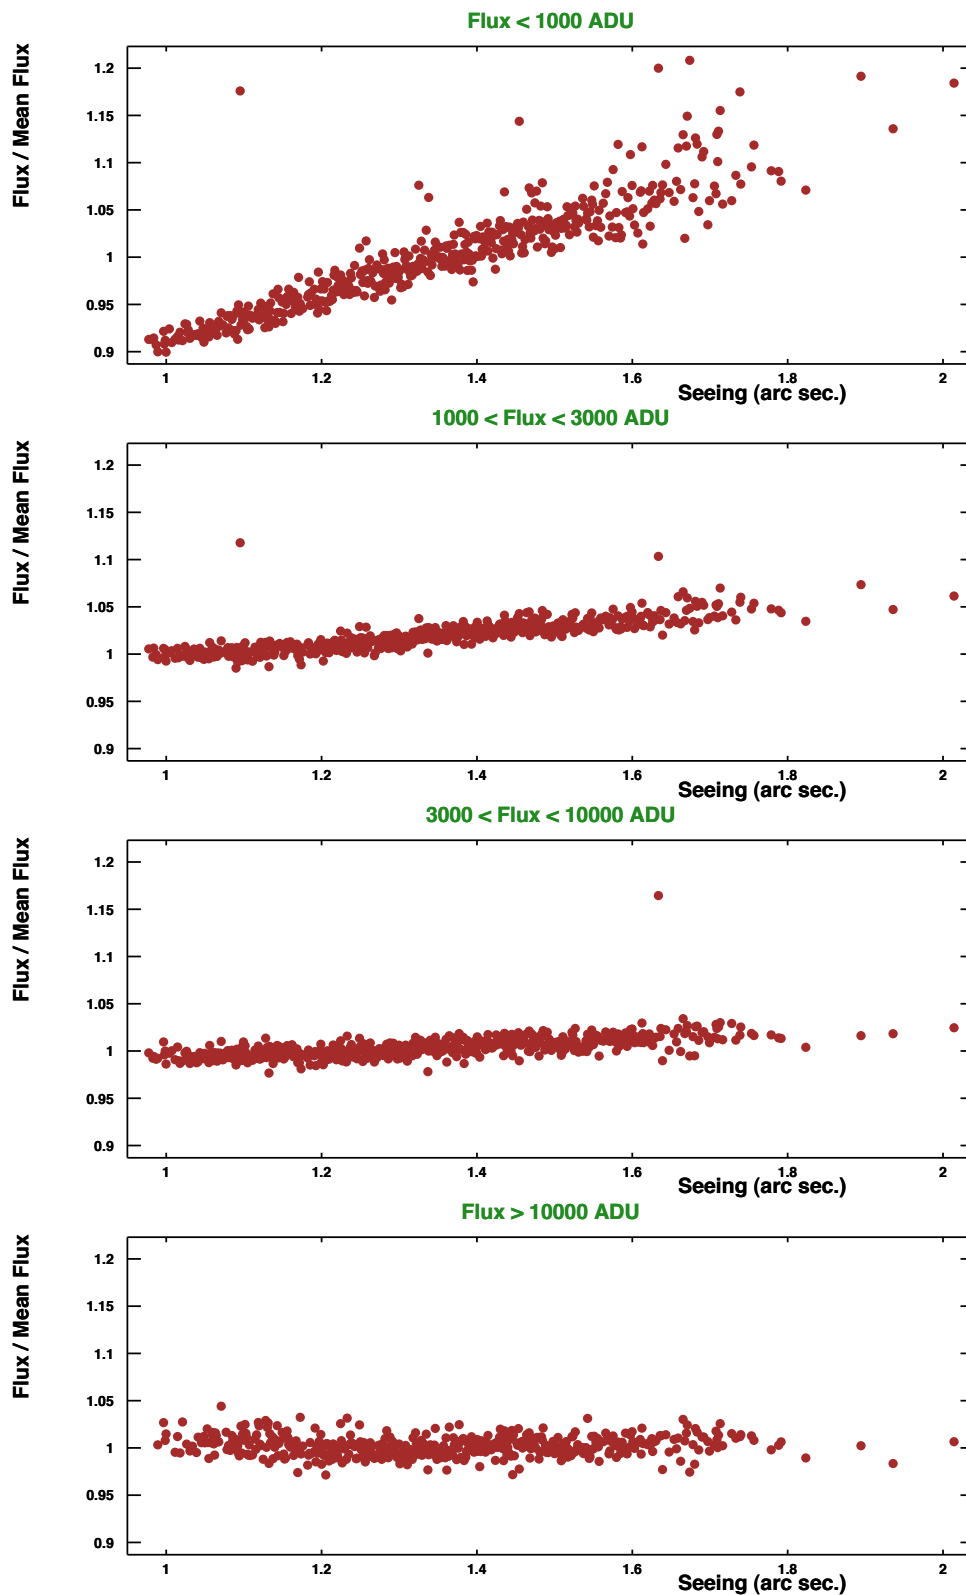 Flux < 1000 ADU
Flux / Mean Flux
1.2
1.15
1.1
1.05
1
0.95
0.9
1 1.2 1.4 1.6 1.8 2
Seeing (arc sec.)
1000 < Flux < 3000 ADU
Flux / Mean Flux
1.2
1.15
1.1
1.05
1
0.95
0.9
1 1.2 1.4 1.6 1.8 2
Seeing (arc sec.)
3000 < Flux < 10000 ADU
Flux / Mean Flux
1.2
1.15
1.1
1.05
1
0.95
0.9
1 1.2 1.4 1.6 1.8 2
Seeing (arc sec.)
Flux > 10000 ADU
Flux / Mean Flux
1.2
1.15
1.1
1.05
1
0.95
0.9
1 1.2 1.4 1.6 1.8 2
Seeing (arc sec.)